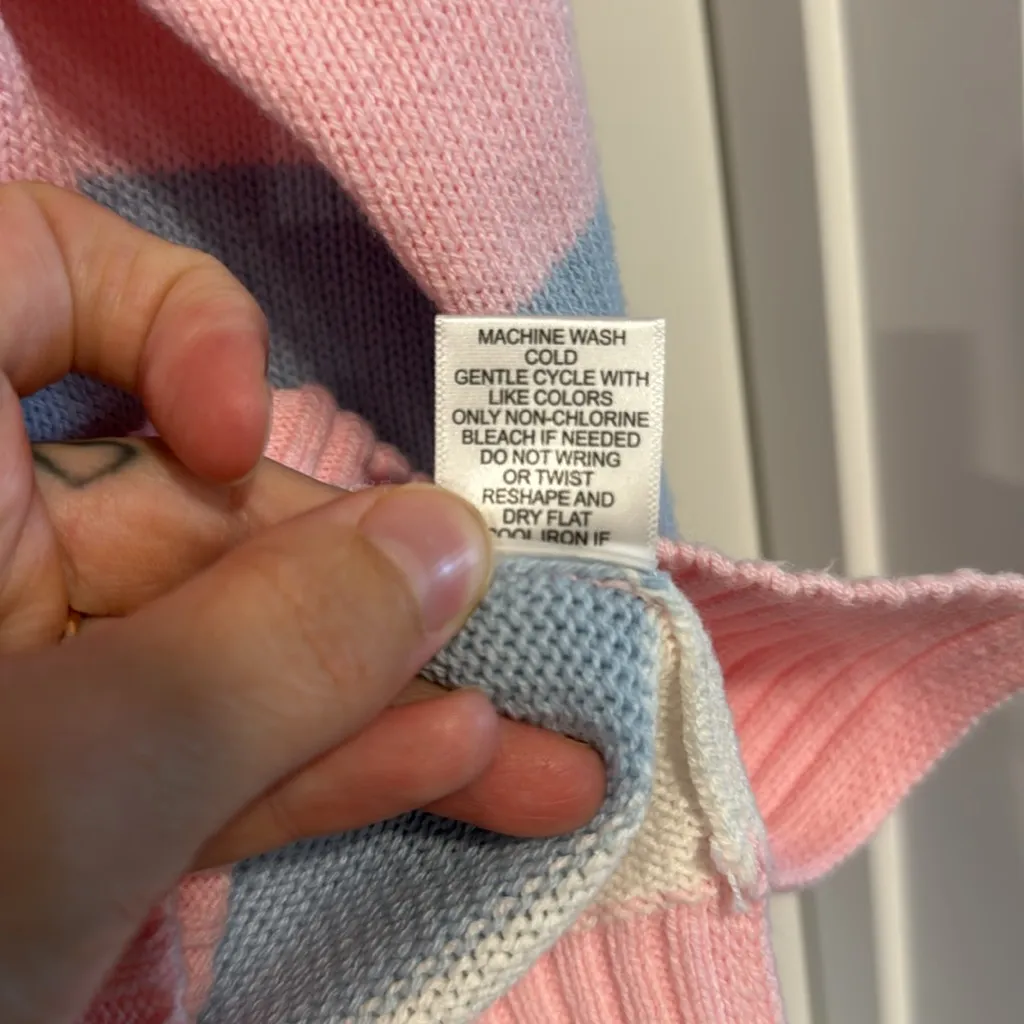 MACHINE WASH
COLD
GENTLE CYCLE WITH
LIKE COLORS
ONLY NON-CHLORINE
BLEACH IF NEEDED
DO NOT WRING
OR TWIST
RESHAPE AND
DRY FLAT
COOL IRON IF